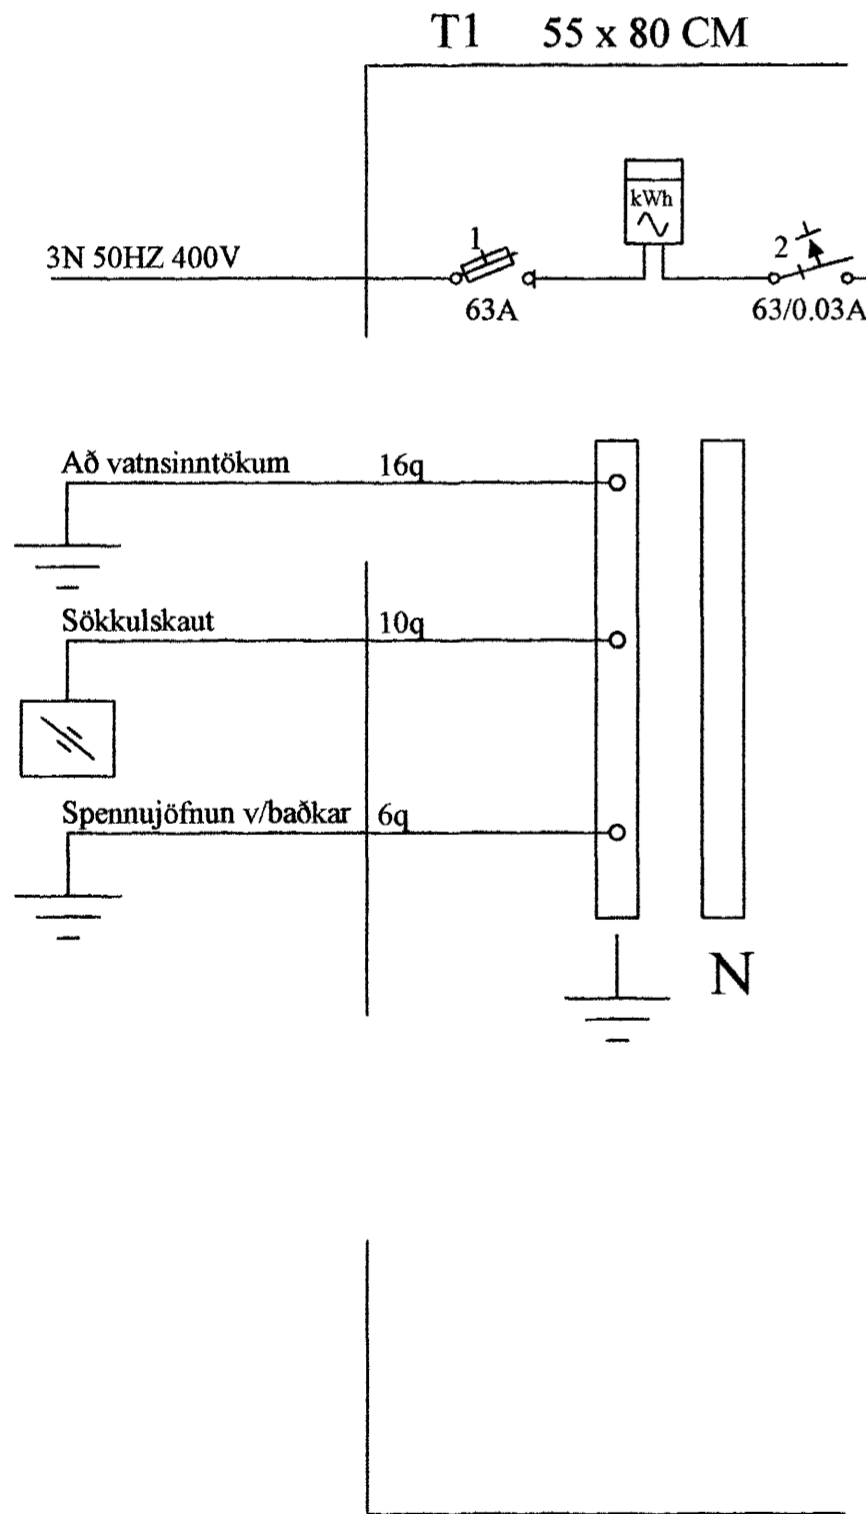 T1 55 x 80 CM
kWh
3N 50HZ 400V
1
2
63A
63/0.03A
Að vatnsinntökum 16q
Sökkulskaut 10q
Spennujöfnun v/baðkar 6q
N